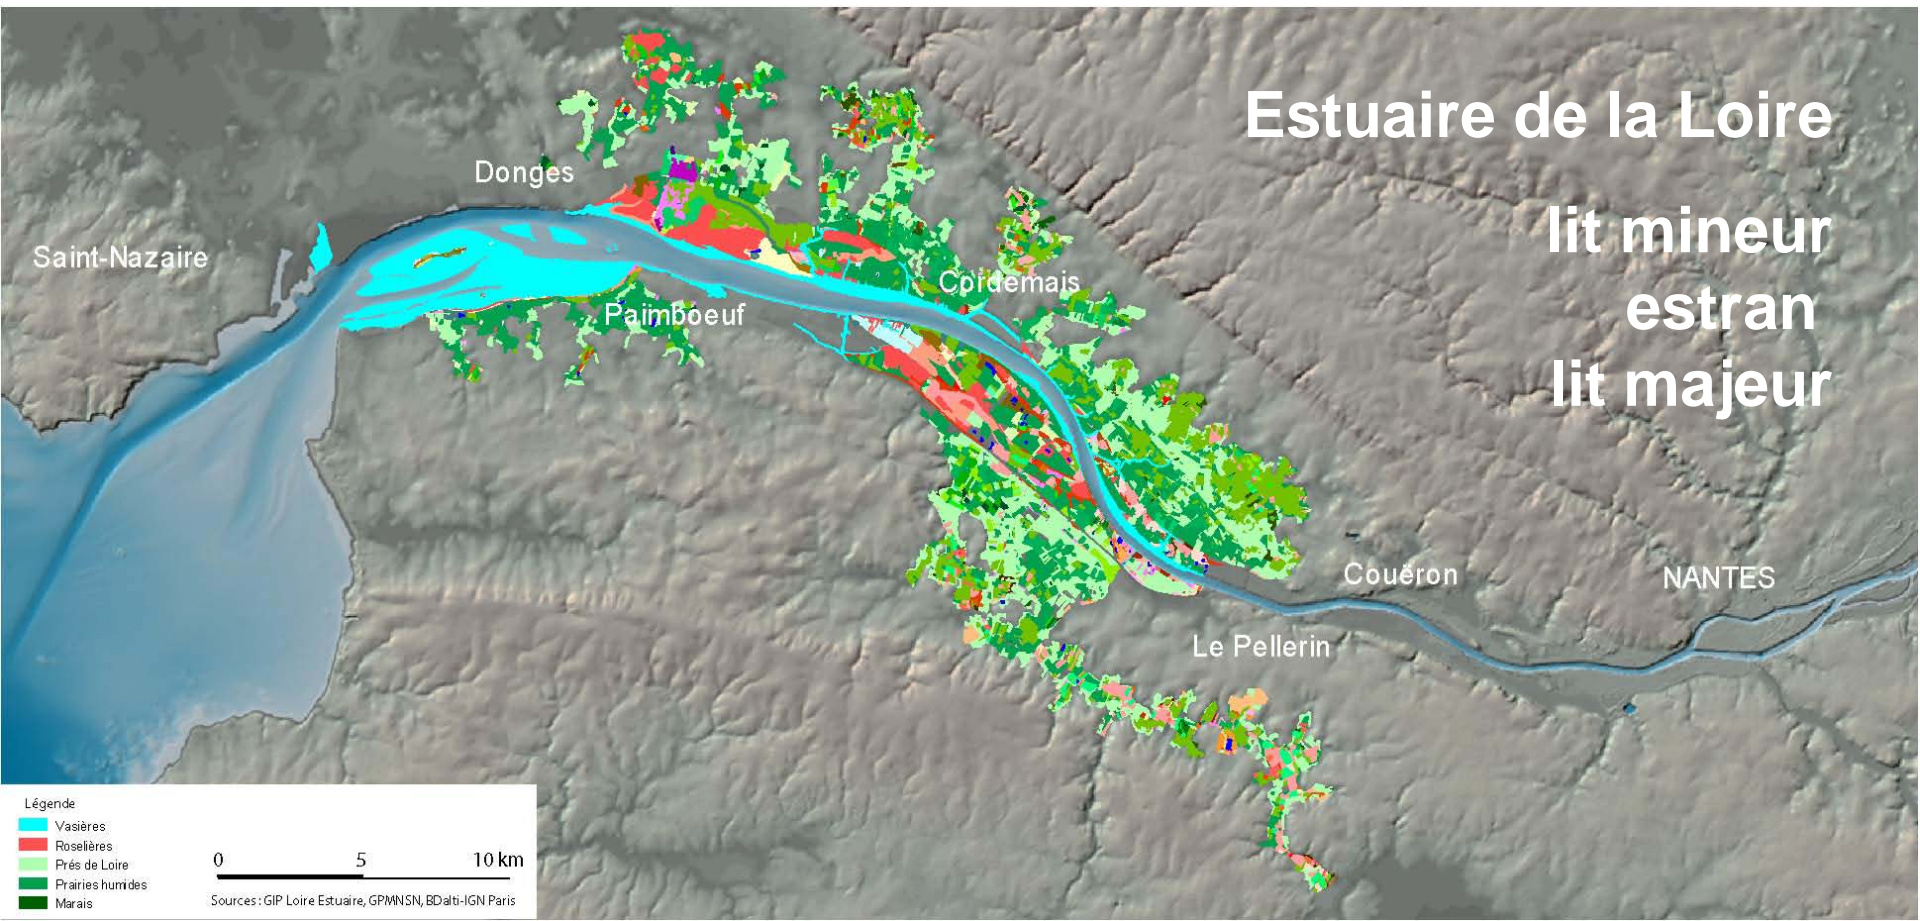 Estuaire de la Loire
lit mineur
estran
lit majeur
Donges
Saint-Nazaire
Cordemais
Paimboeuf
Couëron
NANTES
Le Pellerin
Légende
Vasières
Roselières
Prés de Loire
Prairies humides
Marais
0 5 10 km
Sources : GIP Loire Estuaire, GPMNSN, BDalti-IGN Paris